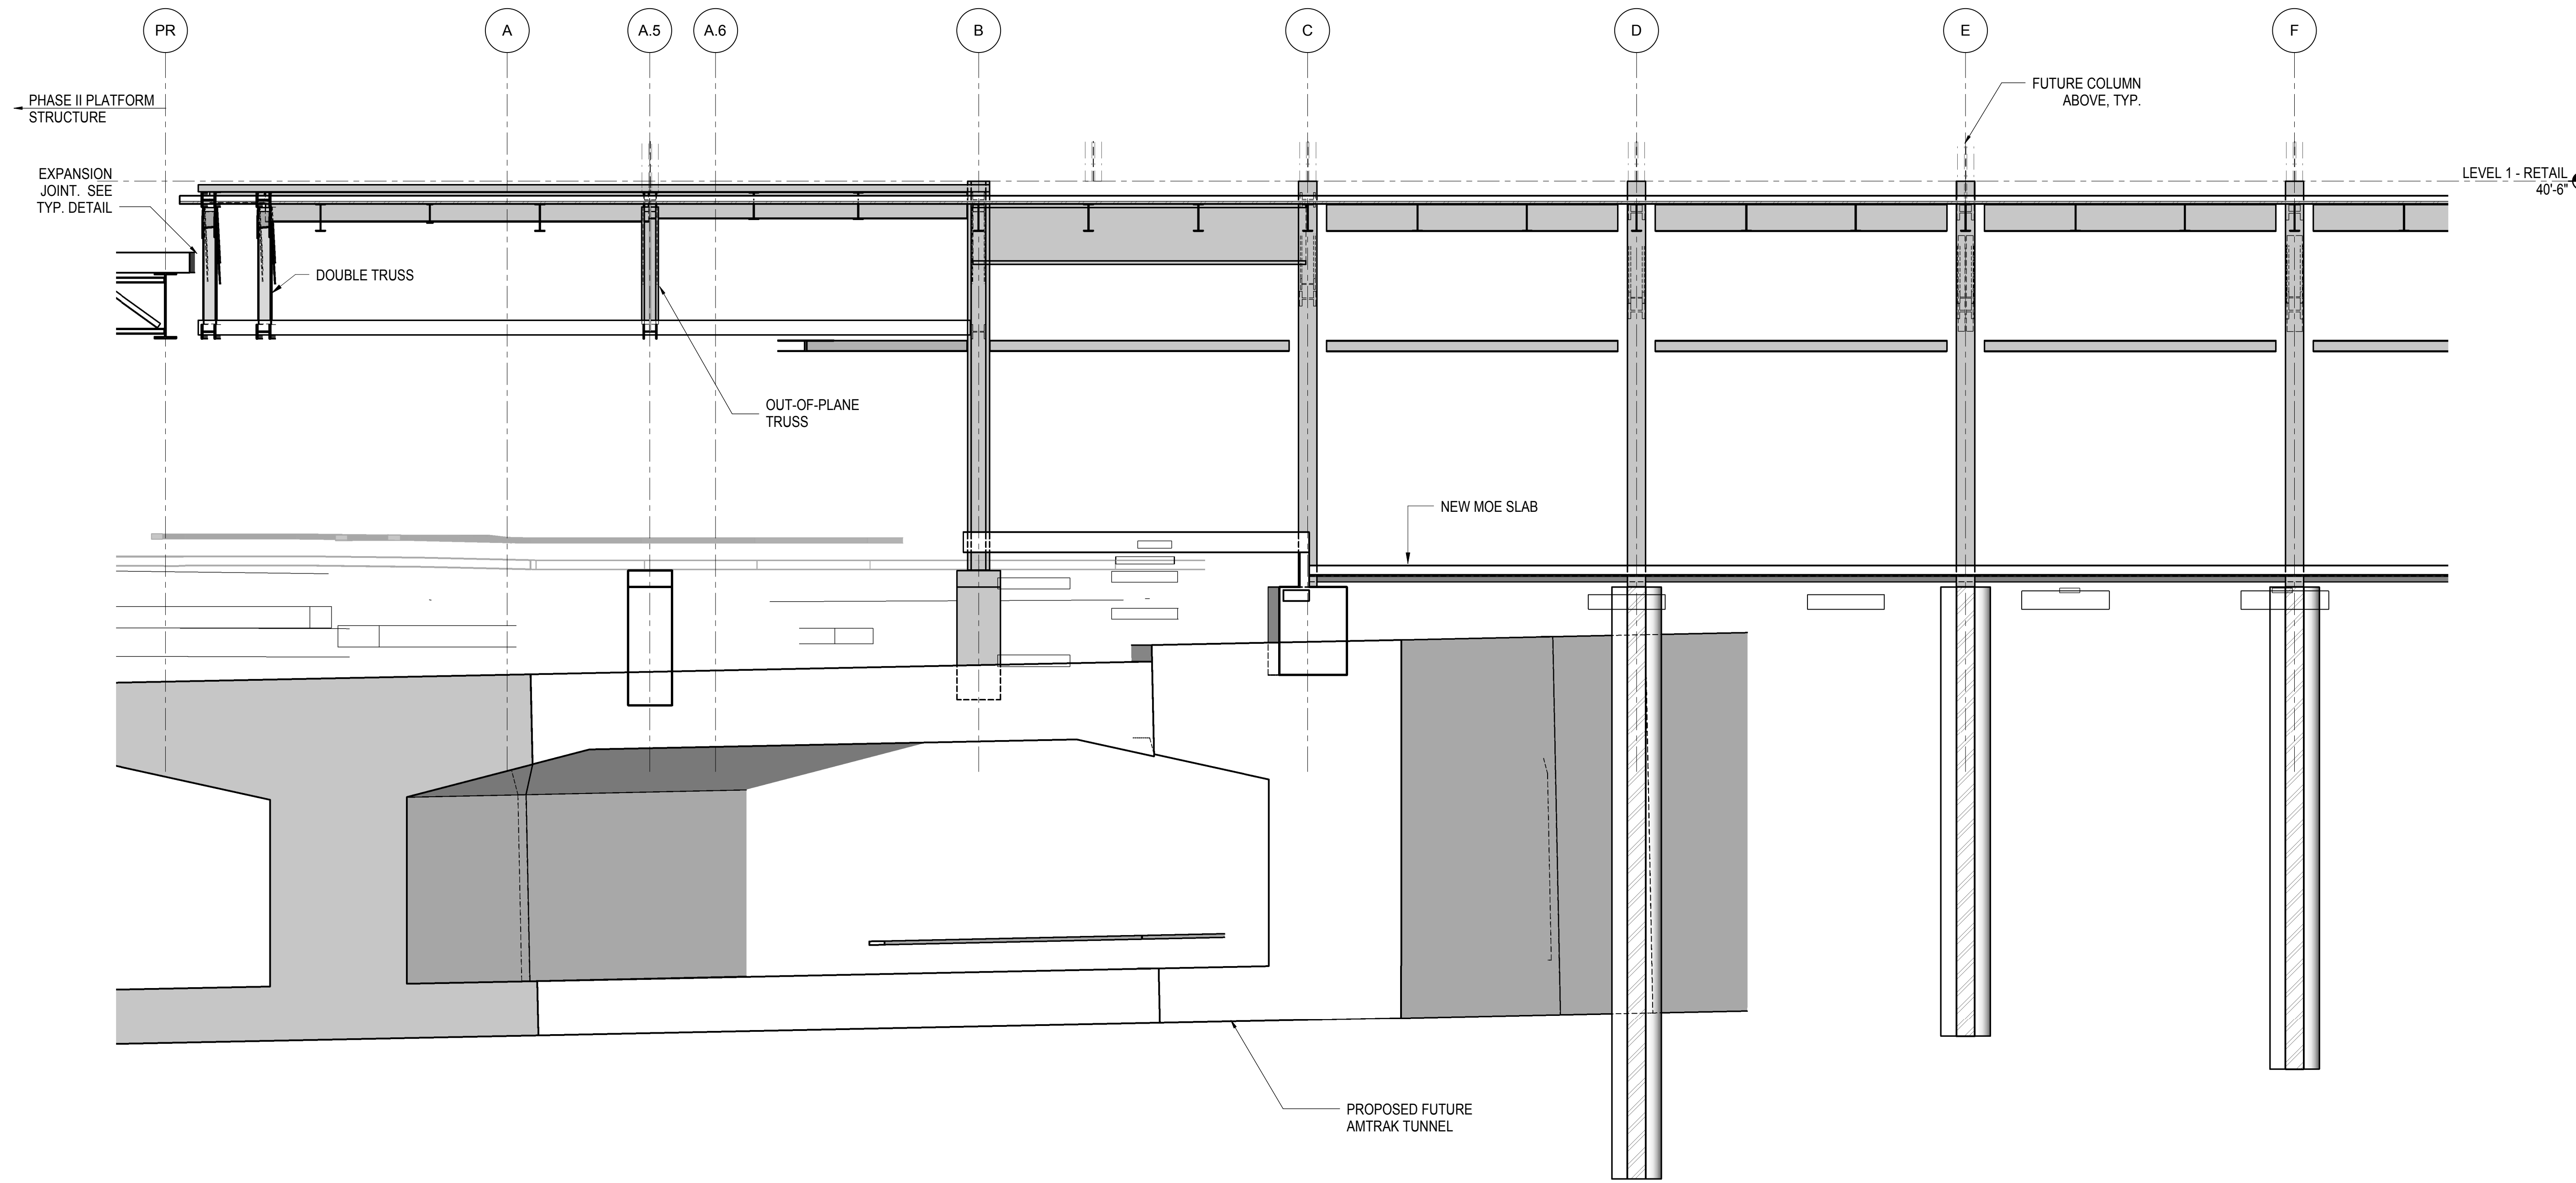 PR
A
A.5
A.6
B
C
D
E
F
PHASE II PLATFORM
STRUCTURE
FUTURE COLUMN
ABOVE, TYP.
EXPANSION
JOINT. SEE
TYP. DETAIL
LEVEL 1 - RETAIL
40'-6"
DOUBLE TRUSS
OUT-OF-PLANE
TRUSS
NEW MOE SLAB
PROPOSED FUTURE
AMTRAK TUNNEL